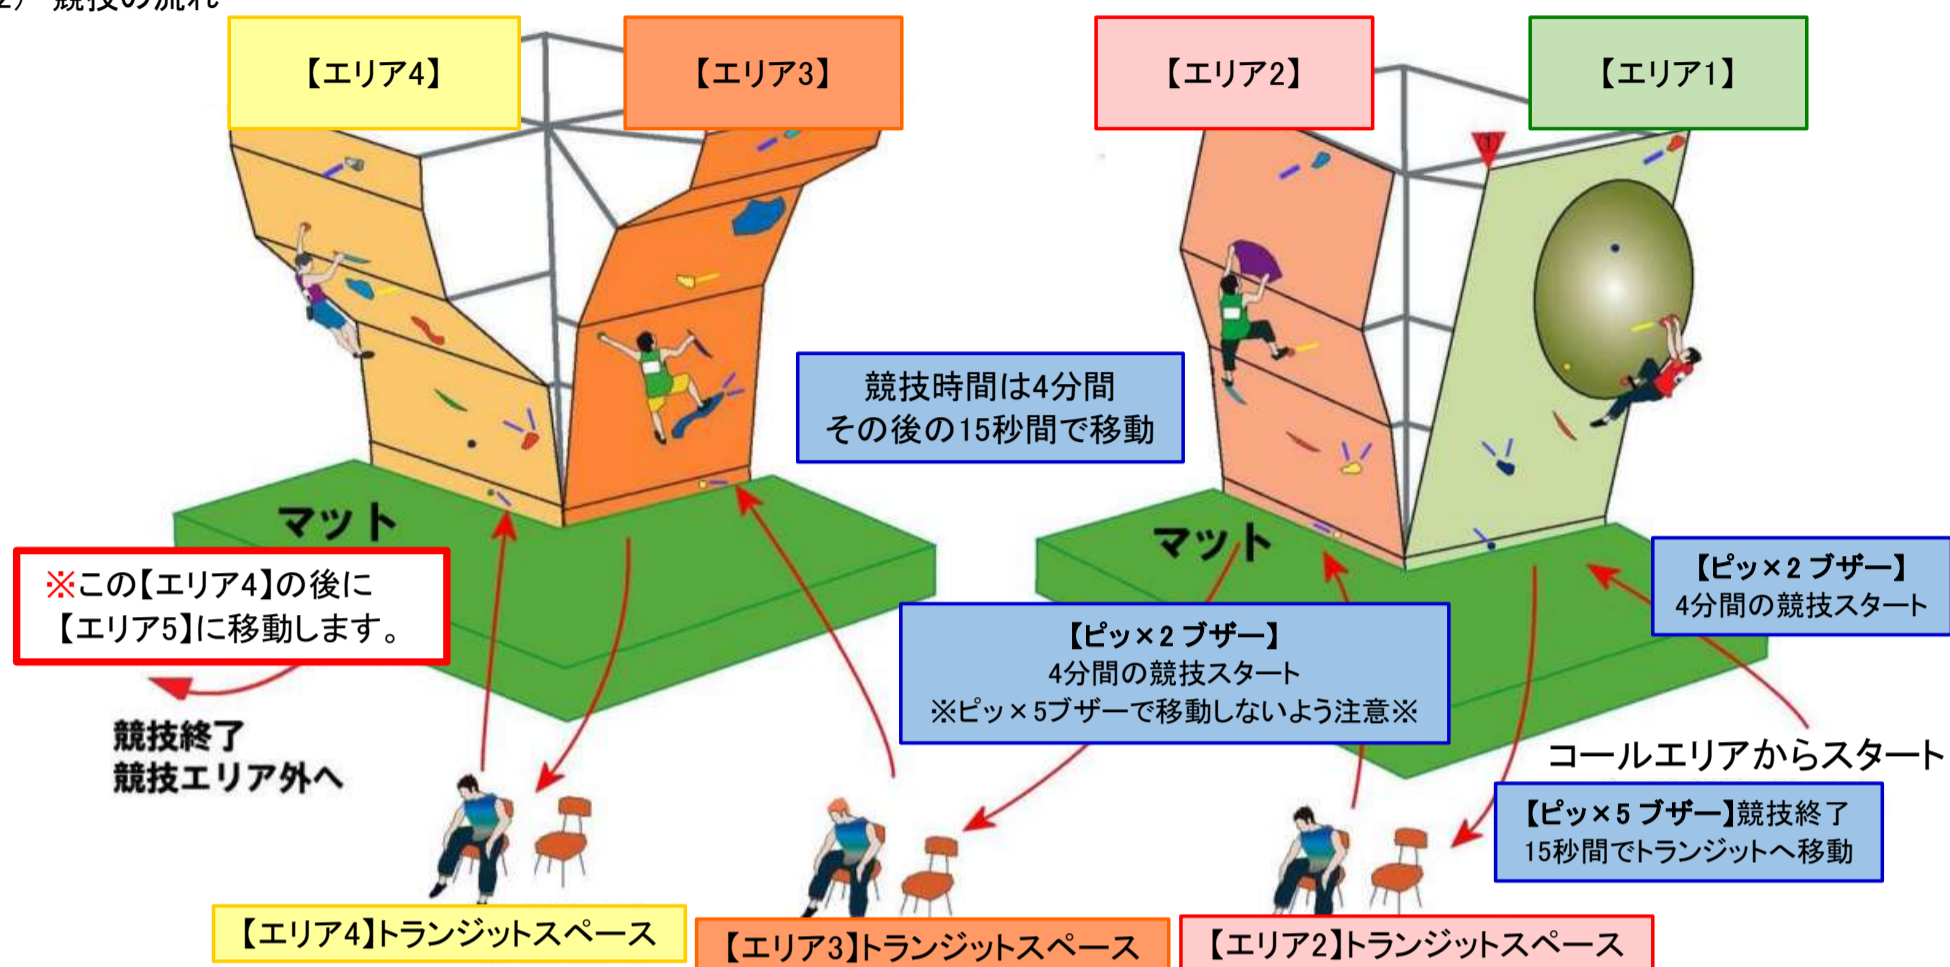 2) 競技の流れ
【エリア4】
【エリア3】
【エリア2】
【エリア1】
①
競技時間は4分間
その後の15秒間で移動
マット
マット
※この【エリア4】の後に
【エリア5】に移動します。
【ピッ×2 ブザー】
4分間の競技スタート
【ピッ×2 ブザー】
4分間の競技スタート
※ピッ×5ブザーで移動しないよう注意※
競技終了
競技エリア外へ
コールエリアからスタート
【ピッ×5 ブザー】競技終了
15秒間でトランジットへ移動
【エリア4】トランジットスペース
【エリア3】トランジットスペース
【エリア2】トランジットスペース